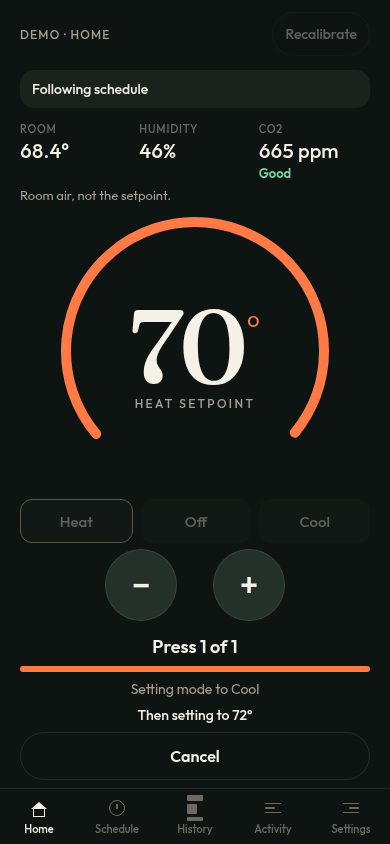 DEMO · HOME
Recalibrate
Following schedule
ROOM HUMIDITY CO2
68.4° 46% 665 ppm
Good
Room air, not the setpoint.
70°
HEAT SETPOINT
Heat Off Cool
− +
Press 1 of 1
Setting mode to Cool
Then setting to 72°
Cancel
Home Schedule History Activity Settings